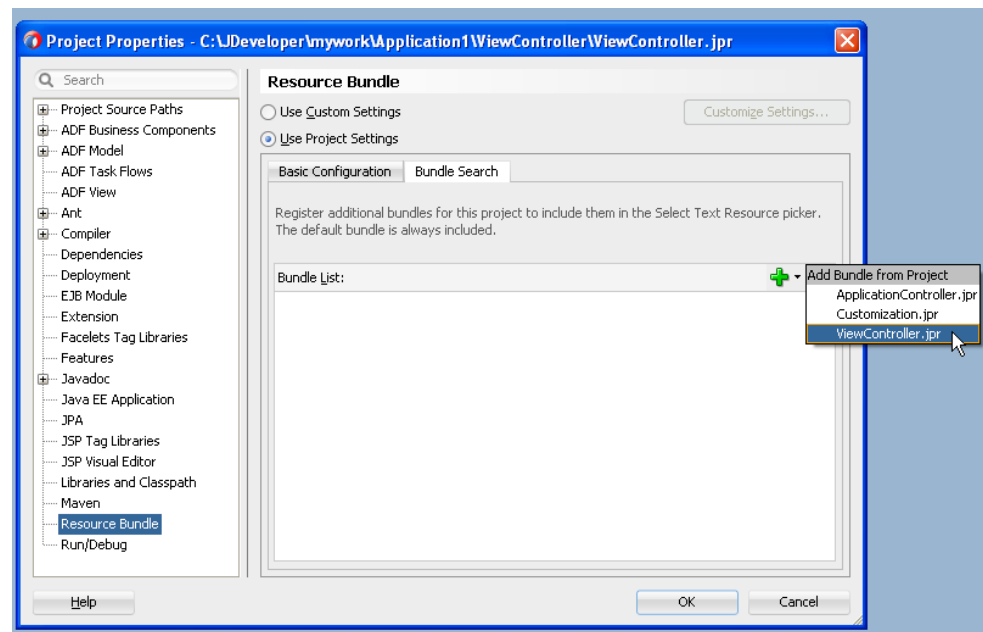 Project Properties - C:\JDeveloper\mywork\Application1\ViewController\ViewController.jpr
Search
Project Source Paths
ADF Business Components
ADF Model
ADF Task Flows
ADF View
Ant
Compiler
Dependencies
Deployment
EJB Module
Extension
Facelets Tag Libraries
Features
Javadoc
Java EE Application
JPA
JSP Tag Libraries
JSP Visual Editor
Libraries and Classpath
Maven
Resource Bundle
Run/Debug
Resource Bundle
Use Custom Settings
Customize Settings...
Use Project Settings
Basic Configuration
Bundle Search
Register additional bundles for this project to include them in the Select Text Resource picker.
The default bundle is always included.
Bundle List:
Add Bundle from Project
ApplicationController.jpr
Customization.jpr
ViewController.jpr
Help
OK
Cancel